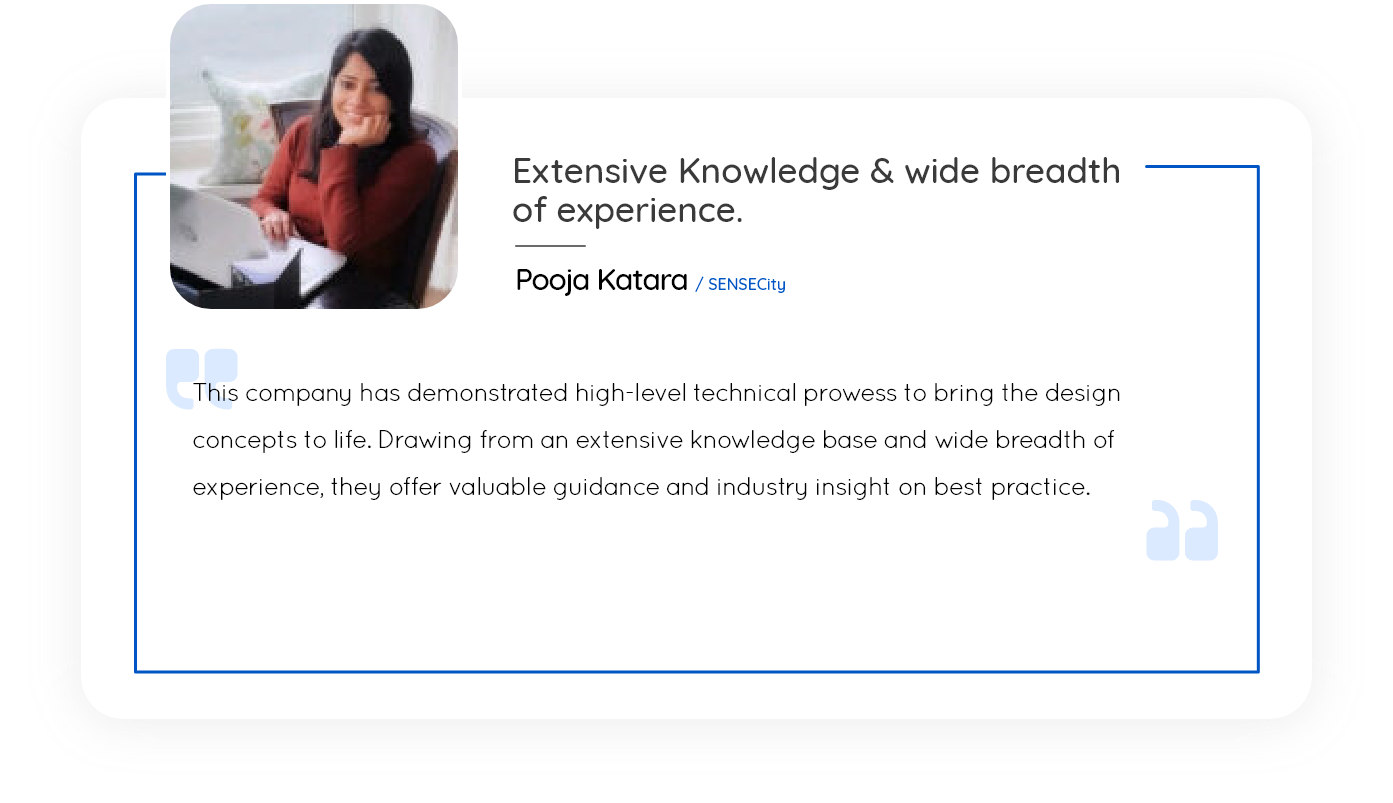 Extensive Knowledge & wide breadth
of experience.
Pooja Katara / SENSECity
This company has demonstrated high-level technical prowess to bring the design
concepts to life. Drawing from an extensive knowledge base and wide breadth of
experience, they offer valuable guidance and industry insight on best practice.